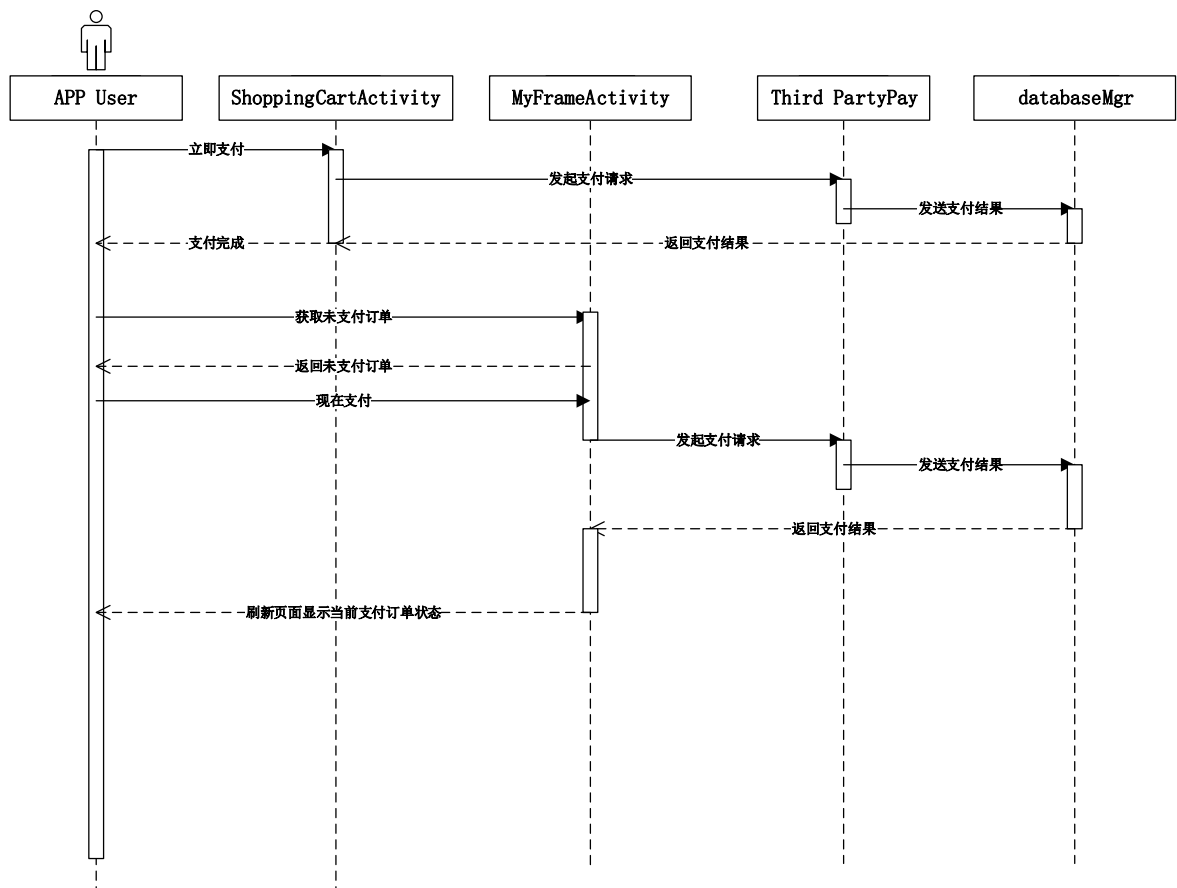 APP User
ShoppingCartActivity
MyFrameActivity
Third PartyPay
databaseMgr
立即支付
发起支付请求
发送支付结果
支付完成
返回支付结果
获取未支付订单
返回未支付订单
现在支付
发起支付请求
发送支付结果
返回支付结果
刷新页面显示当前支付订单状态